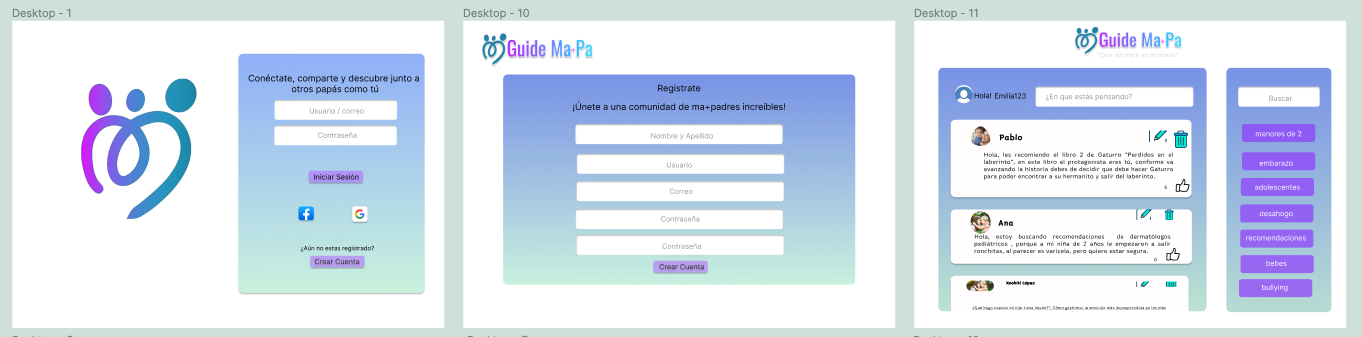 Desktop - 1
Conéctate, comparte y descubre junto a
otros papás como tú
Usuario / correo
Contraseña
Iniciar Sesión
¿Aún no estas registrado?
Crear Cuenta
Desktop - 10
Guide Ma+Pa
Registrate
¡Únete a una comunidad de ma+padres increíbles!
Nombre y Apellido
Usuario
Correo
Contraseña
Contraseña
Crear Cuenta
Desktop - 11
Guide Ma+Pa
Hola! Emilia123
¿En que estás pensando?
Pablo
Hola, les recomiendo el libro 2 de Gaturro "Perdidos en el
laberinto", en este libro el protagonista eres tú, conforme va
avanzando la historia debes de decidir que debe hacer Gaturro
para poder encontrar a su hermanito y salir del laberinto.
6
Ana
Hola, estoy buscando recomendaciones de dermatólogos
pediátricos , porque a mi niña de 2 años le empezaron a salir
ronchitas, al parecer es varicela, pero quiero estar segura.
0
Xochitl López
Buscar
menores de 2
embarazo
adolescentes
desahogo
recomendaciones
bebes
bullying